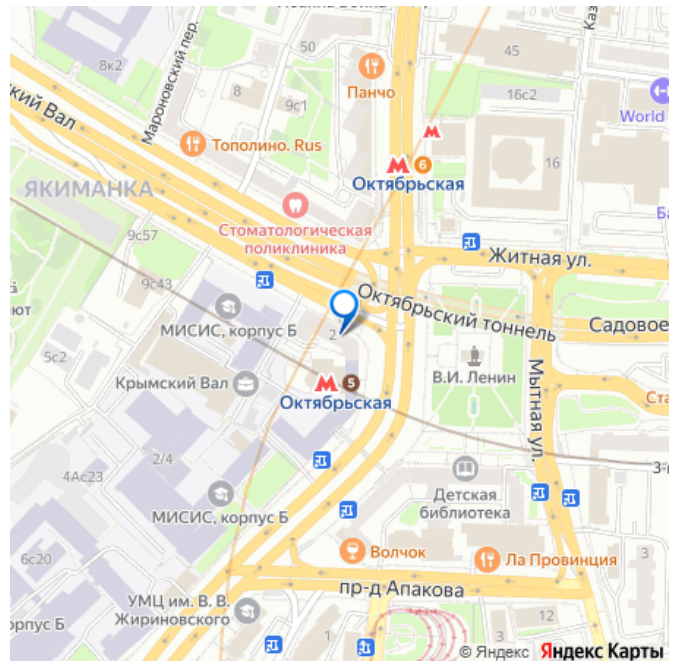 50
45
8к2
Мароновский пер.
8
9с1
Панчо
16с2
World
ский Вал
Тополино. Rus
16
6
Октябрьская
ЯКИМАНКА
Стоматологическая
поликлиника
9с57
Житная ул.
9с43
Октябрьский тоннель
Садовое
МИСИС, корпус Б
2
5с2
В.И. Ленин
Мытная ул.
Крымский Вал
5
Октябрьская
2/4
4Ас23
МИСИС, корпус Б
Детская
библиотека
6с20
Волчок
Ла Провинция
3
пр-д Апакова
УМЦ им. В. В.
Жириновского
12
1
3
© Яндекс Яндекс Карты